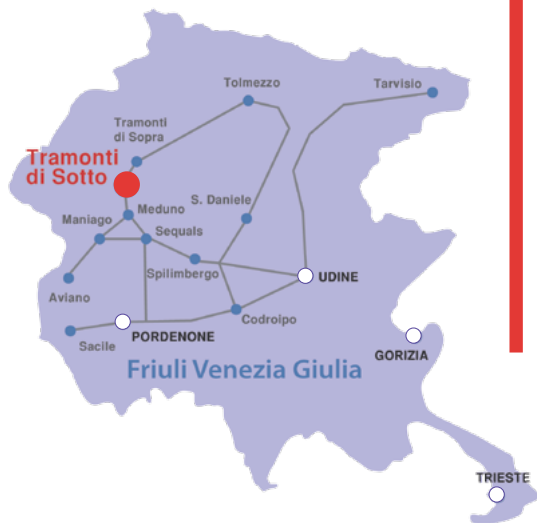 Tolmezzo
Tarvisio
Tramonti
di Sopra
Tramonti
di Sotto
S. Daniele
Meduno
Maniago
Sequals
Spilimbergo
UDINE
Aviano
Codroipo
PORDENONE
Sacile
GORIZIA
Friuli Venezia Giulia
TRIESTE